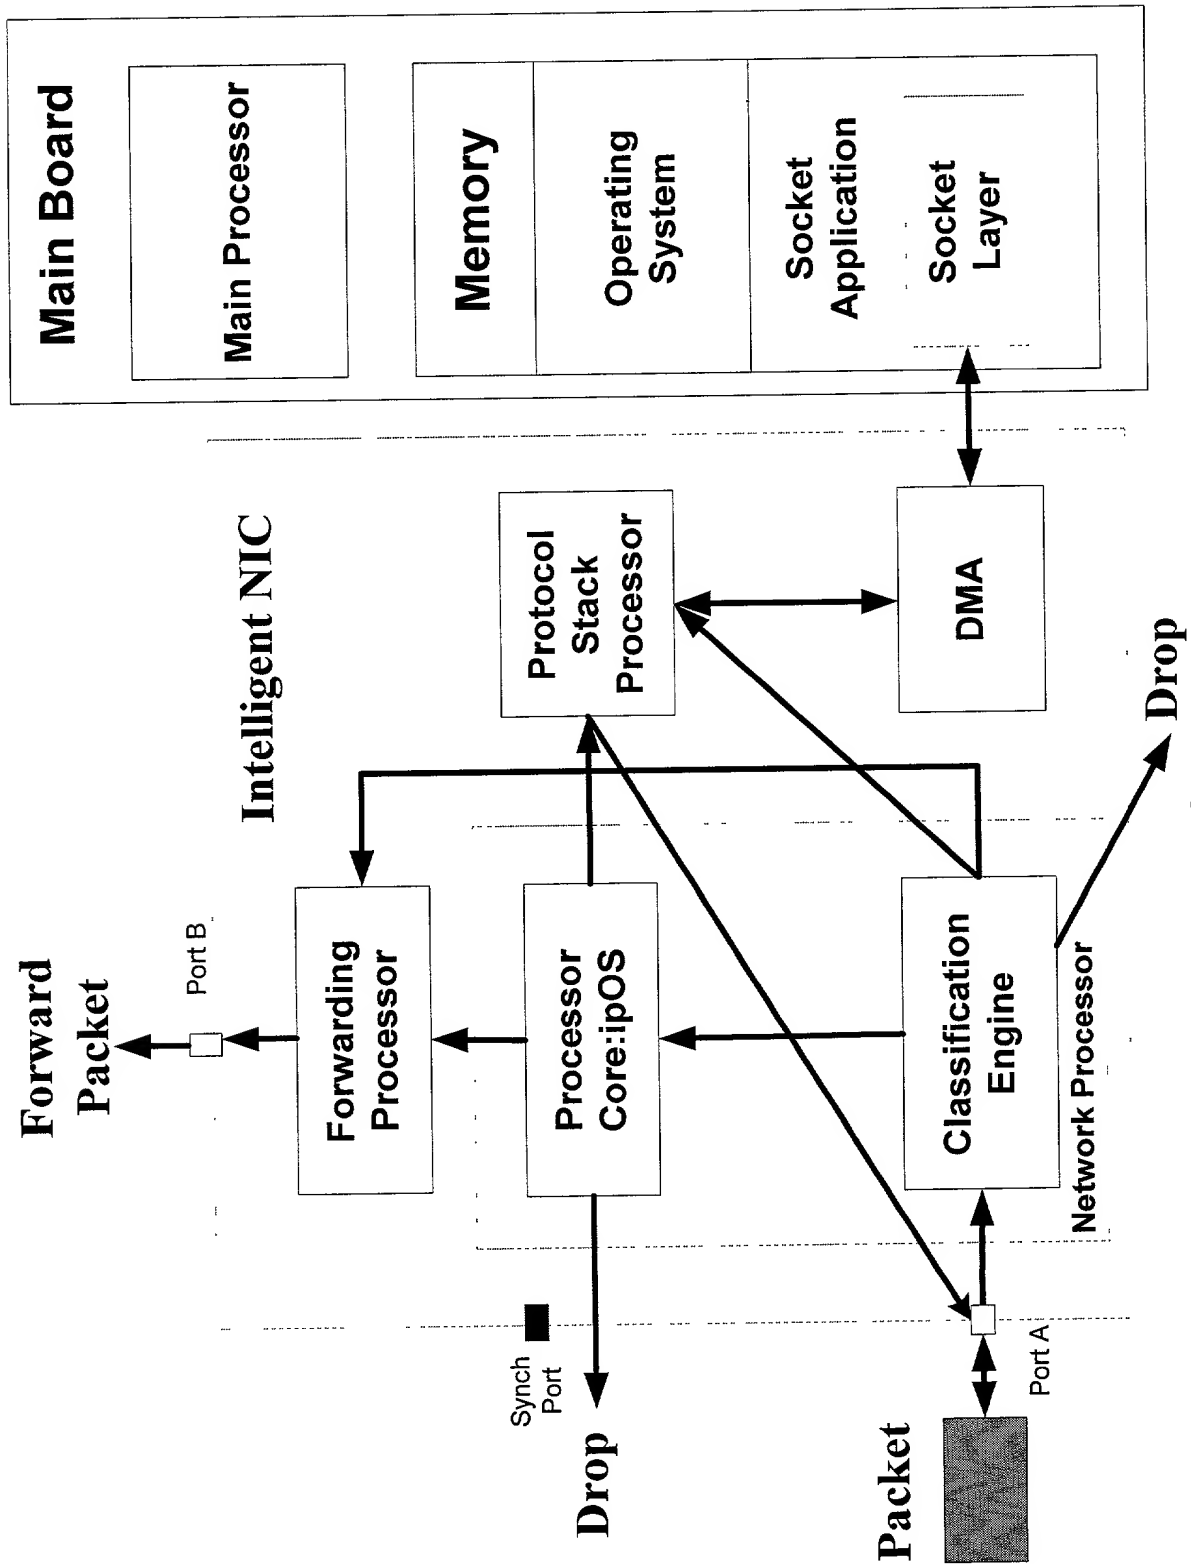 Forward
Packet
Port B
Intelligent NIC
Main Board
Main Processor
Forwarding
Processor
Synch
Port
Drop
Processor
Core:ipOS
Protocol
Stack
Processor
Memory
Operating
System
Socket
Application
Socket
Layer
Packet
Port A
Classification
Engine
Network Processor
DMA
Drop